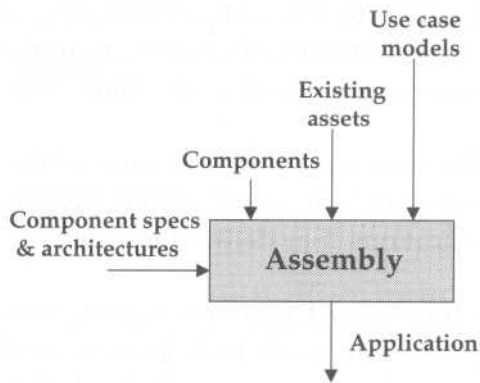 Use case
models
Existing
assets
Components
Component specs
& architectures
Assembly
Application